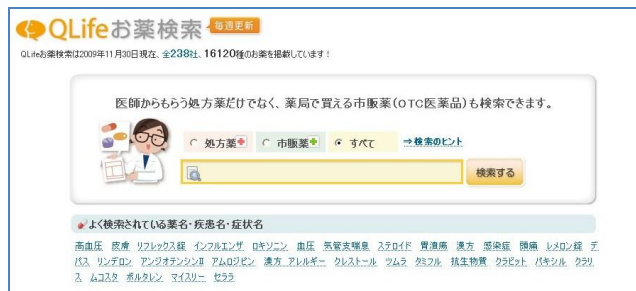 QLifeお薬検索 毎週更新
QLifeお薬検索は2009年11月30日現在、全238社、16120種のお薬を掲載しています！
医師からもらう処方薬だけでなく、薬局で買える市販薬(OTC医薬品)も検索できます。
処方薬 市販薬 すべて ⇒検索のヒント
検索する
よく検索されている薬名・疾患名・症状名
高血圧 皮膚 リフレックス錠 インフルエンザ ロキソニン 血圧 気管支喘息 ステロイド 胃潰瘍 漢方 感染症 頭痛 レメロン錠 デ
パス リンデロン アンジオテンシンII アムロジピン 漢方 アレルギー クレストール ツムラ タミフル 抗生物質 クラビット パキシル クラリ
ス ムコスタ ボルタレン マイスリー セララ